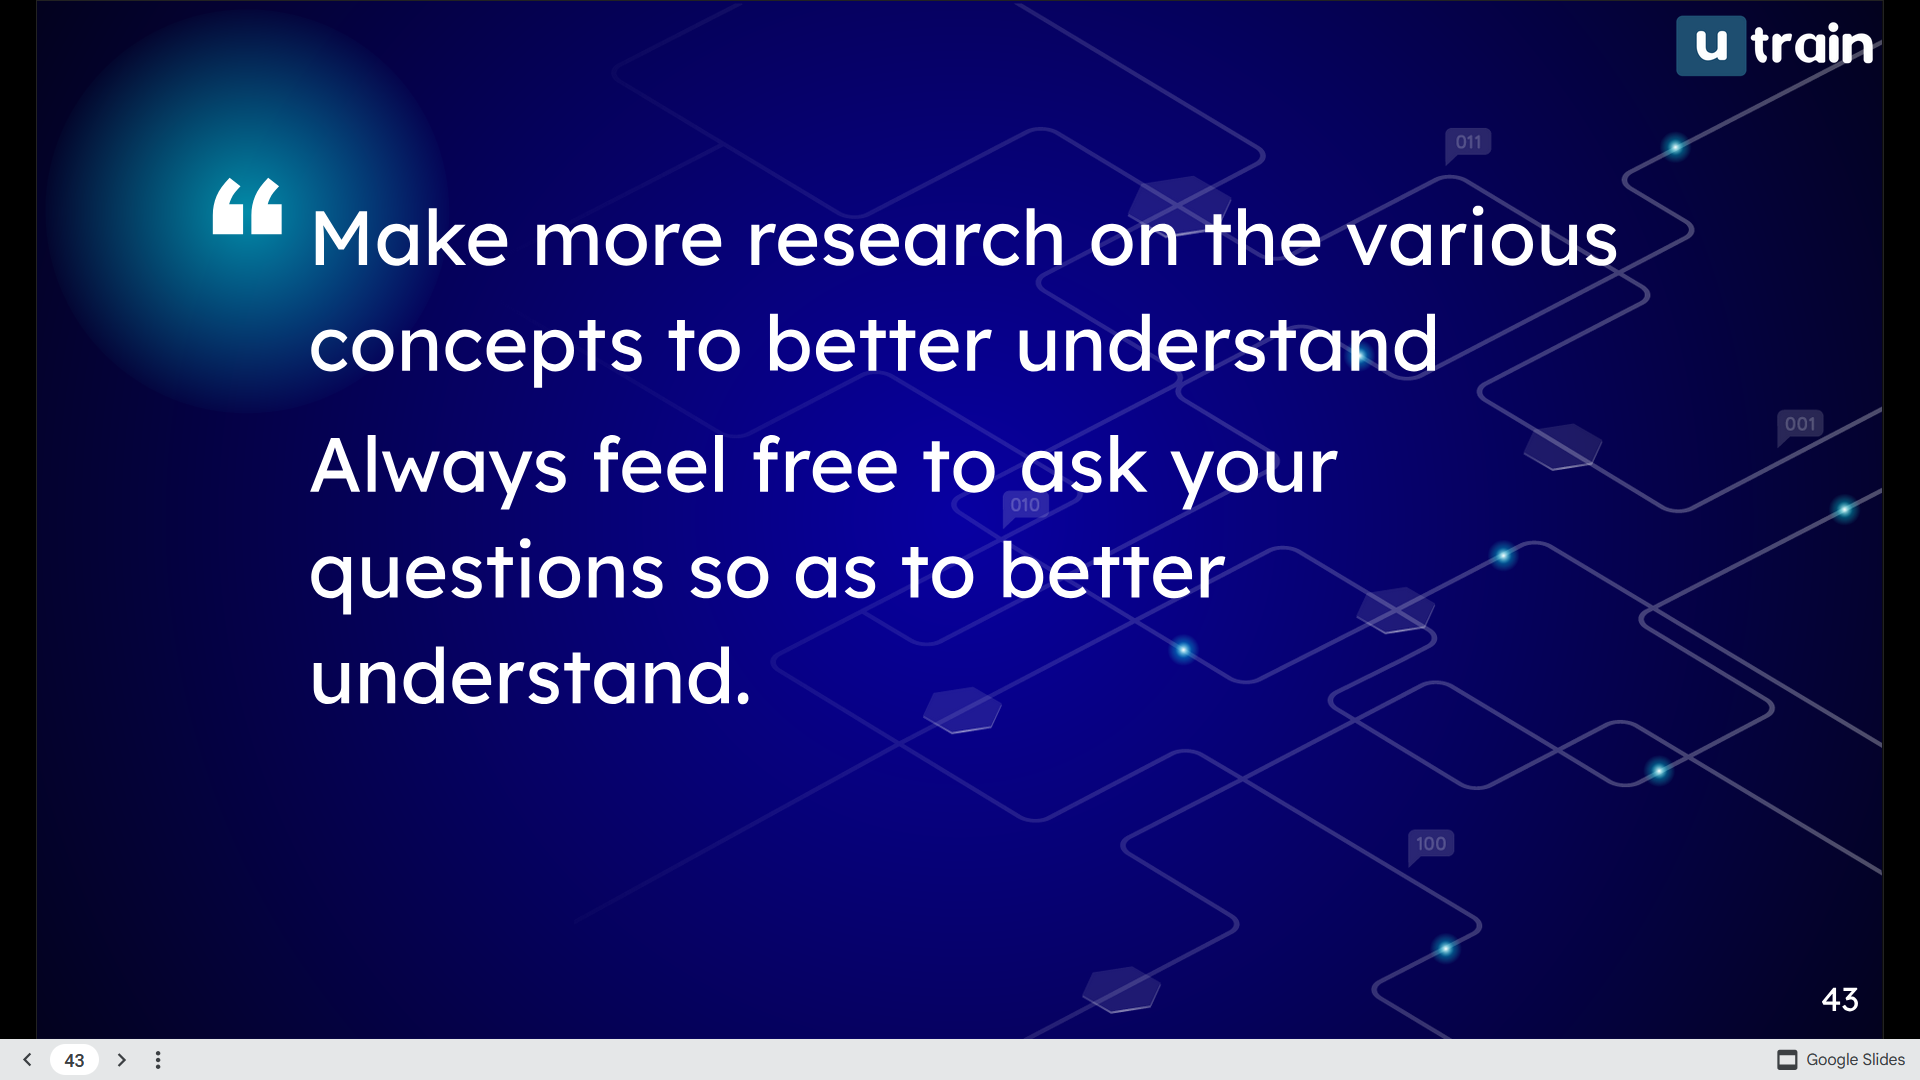 u train
011
“ Make more research on the various
concepts to better understand
001
Always feel free to ask your
010
questions so as to better
understand.
100
43
43
Google Slides